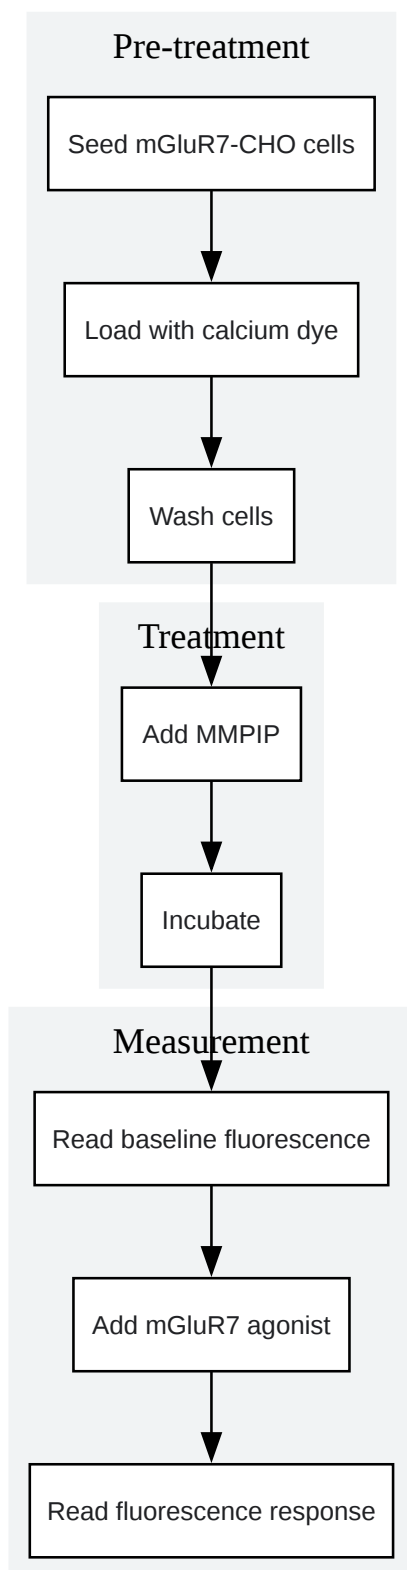 Pre-treatment
Seed mGluR7-CHO cells
Load with calcium dye
Wash cells
Treatment
Add MMPIP
Incubate
Measurement
Read baseline fluorescence
Add mGluR7 agonist
Read fluorescence response